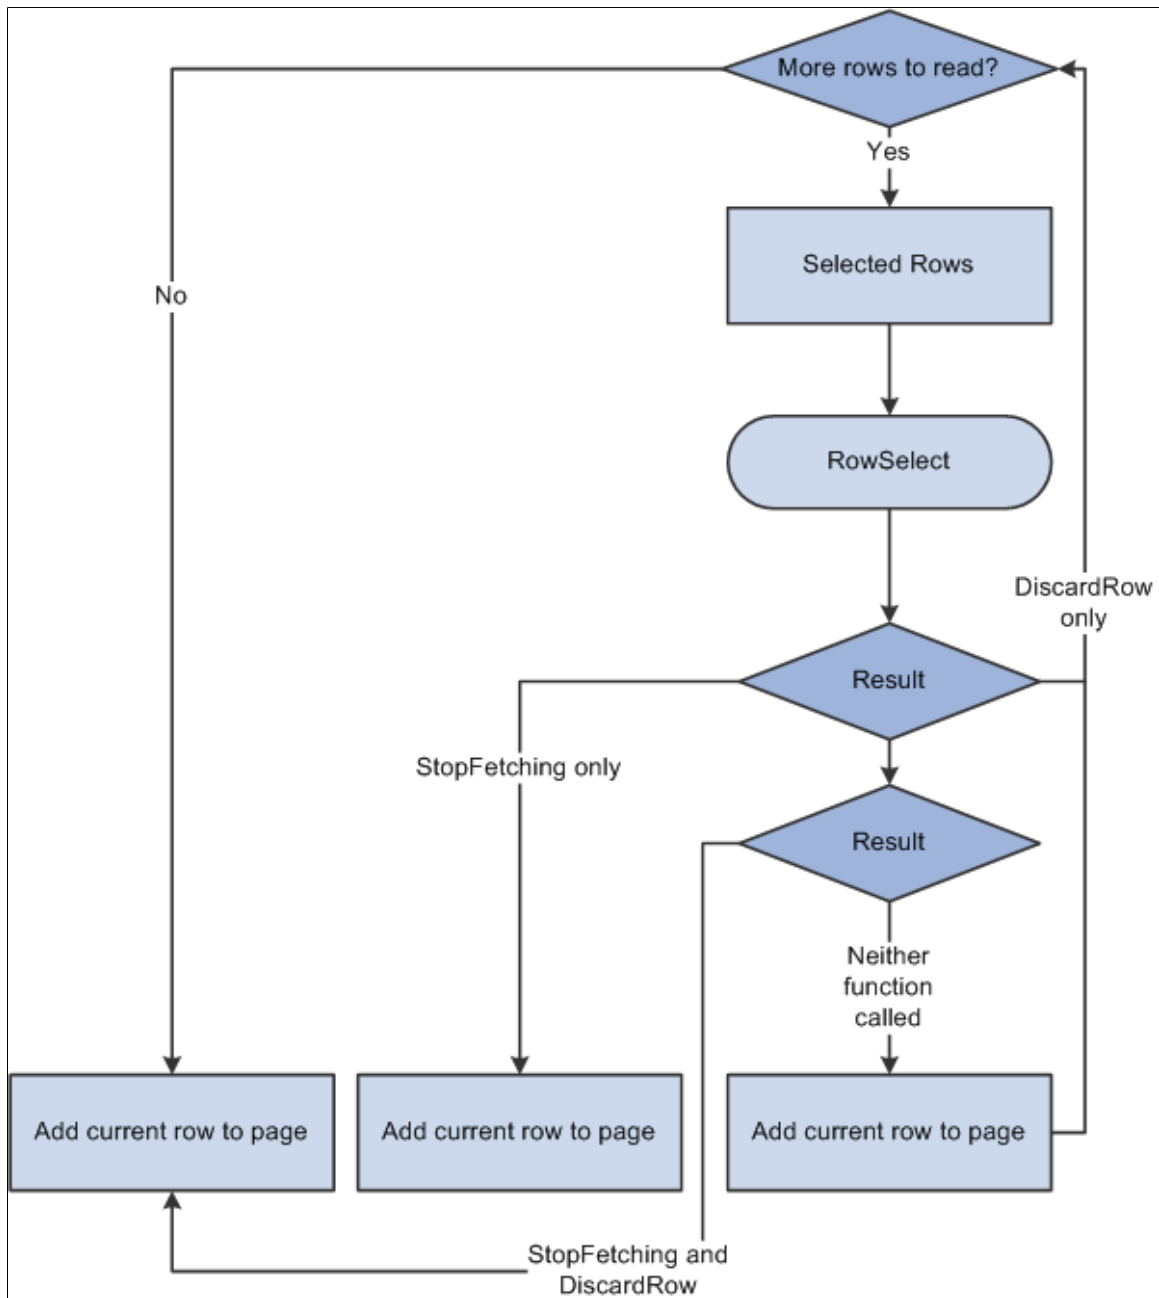 More rows to read?
Yes
Selected Rows
No
RowSelect
DiscardRow
only
Result
StopFetching only
Result
Neither
function
called
Add current row to page
Add current row to page
Add current row to page
StopFetching and
DiscardRow